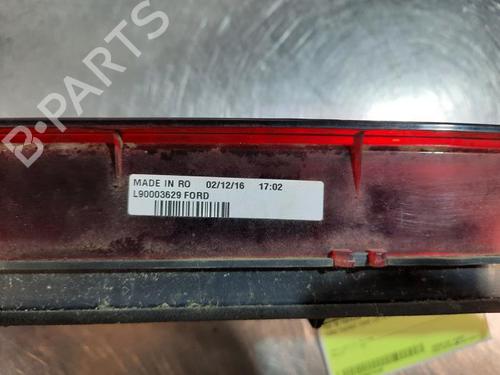 B-PARTS
MADE IN RO 02/12/16 17:02
L90003629 FORD